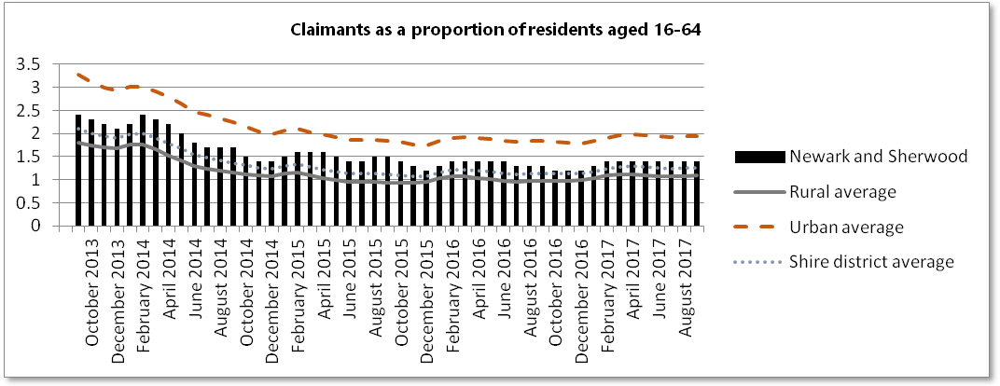 Claimants as a proportion of residents aged 16-64
3.5
3
2.5
2
1.5
1
0.5
0
October 2013
December 2013
February 2014
April 2014
June 2014
August 2014
October 2014
December 2014
February 2015
April 2015
June 2015
August 2015
October 2015
December 2015
February 2016
April 2016
June 2016
August 2016
October 2016
December 2016
February 2017
April 2017
June 2017
August 2017
Newark and Sherwood
Rural average
Urban average
Shire district average